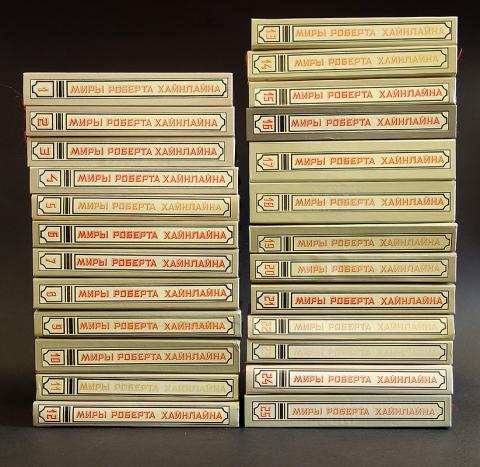 1 МИРЫ РОБЕРТА ХАЙНЛАЙНА
2 МИРЫ РОБЕРТА ХАЙНЛАЙНА
3 МИРЫ РОБЕРТА ХАЙНЛАЙНА
4 МИРЫ РОБЕРТА ХАЙНЛАЙНА
5 МИРЫ РОБЕРТА ХАЙНЛАЙНА
6 МИРЫ РОБЕРТА ХАЙНЛАЙНА
7 МИРЫ РОБЕРТА ХАЙНЛАЙНА
8 МИРЫ РОБЕРТА ХАЙНЛАЙНА
9 МИРЫ РОБЕРТА ХАЙНЛАЙНА
10 МИРЫ РОБЕРТА ХАЙНЛАЙНА
11 МИРЫ РОБЕРТА ХАЙНЛАЙНА
12 МИРЫ РОБЕРТА ХАЙНЛАЙНА
13 МИРЫ РОБЕРТА ХАЙНЛАЙНА
14 МИРЫ РОБЕРТА ХАЙНЛАЙНА
15 МИРЫ РОБЕРТА ХАЙНЛАЙНА
16 МИРЫ РОБЕРТА ХАЙНЛАЙНА
17 МИРЫ РОБЕРТА ХАЙНЛАЙНА
18 МИРЫ РОБЕРТА ХАЙНЛАЙНА
19 МИРЫ РОБЕРТА ХАЙНЛАЙНА
20 МИРЫ РОБЕРТА ХАЙНЛАЙНА
21 МИРЫ РОБЕРТА ХАЙНЛАЙНА
22 МИРЫ РОБЕРТА ХАЙНЛАЙНА
МИРЫ РОБЕРТА ХАЙНЛАЙНА
24 МИРЫ РОБЕРТА ХАЙНЛАЙНА
25 МИРЫ РОБЕРТА ХАЙНЛАЙНА